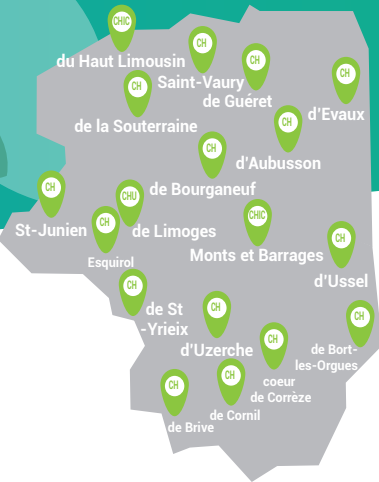 CHIC
du Haut Limousin
CH
Saint-Vaury
CH
de Guéret
CH
d'Evaux
CH
de la Souterraine
CH
d'Aubusson
CH
de Bourganeuf
CH
St-Junien
CHU
de Limoges
CH
Esquirol
CHIC
Monts et Barrages
CH
d'Ussel
CH
de St
-Yrieix
CH
d'Uzerche
CH
de Bort-
les-Orgues
CH
coeur
de Corrèze
CH
de Cornil
CH
de Brive